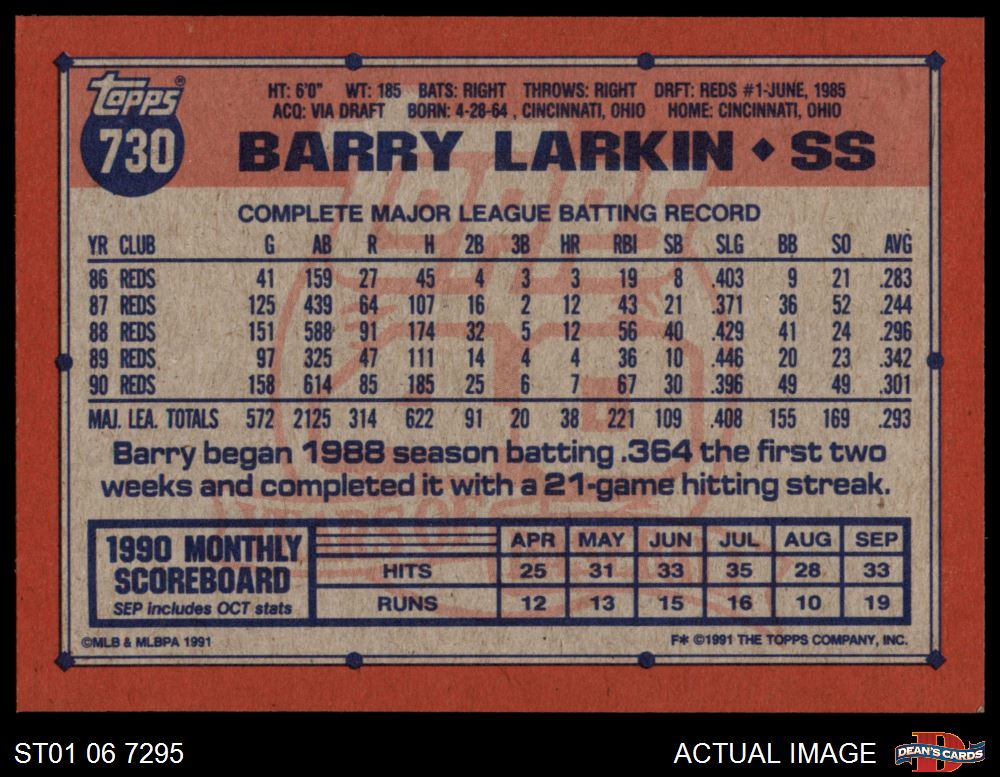 topps®
730
HT: 6'0" WT: 185 BATS: RIGHT THROWS: RIGHT DRFT: REDS #1-JUNE, 1985
ACQ: VIA DRAFT BORN: 4-28-64 , CINCINNATI, OHIO HOME: CINCINNATI, OHIO
BARRY LARKIN ◆ SS
COMPLETE MAJOR LEAGUE BATTING RECORD
YR CLUB G AB R H 2B 3B HR RBI SB SLG BB SO AVG
86 REDS 41 159 27 45 4 3 3 19 8 .403 9 21 .283
87 REDS 125 439 64 107 16 2 12 43 21 .371 36 52 .244
88 REDS 151 588 91 174 32 5 12 56 40 .429 41 24 .296
89 REDS 97 325 47 111 14 4 4 36 10 .446 20 23 .342
90 REDS 158 614 85 185 25 6 7 67 30 .396 49 49 .301
MAJ. LEA. TOTALS 572 2125 314 622 91 20 38 221 109 .408 155 169 .293
Barry began 1988 season batting .364 the first two
weeks and completed it with a 21-game hitting streak.
1990 MONTHLY
SCOREBOARD
SEP includes OCT stats
APR MAY JUN JUL AUG SEP
HITS 25 31 33 35 28 33
RUNS 12 13 15 16 10 19
©MLB & MLBPA 1991
F* ©1991 THE TOPPS COMPANY, INC.
ST01 06 7295
ACTUAL IMAGE
D
DEAN'S CARDS